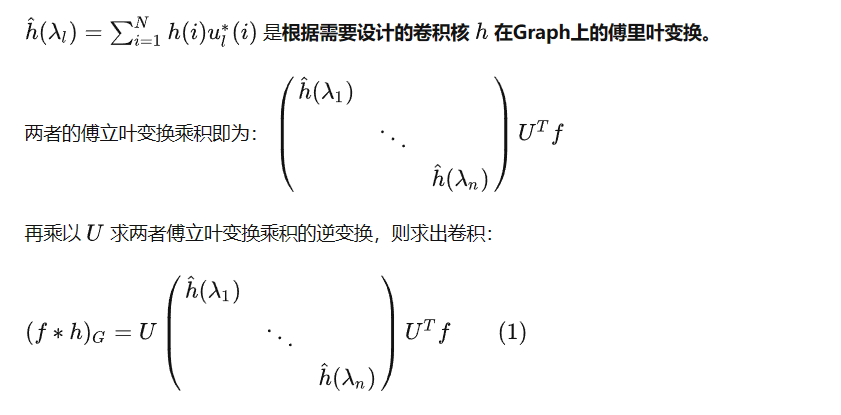 $\hat{h}(\lambda_l)=\sum_{i=1}^{N} h(i)u_l^*(i)$ 是根据需要设计的卷积核 $h$ 在Graph上的傅里叶变换。
两者的傅立叶变换乘积即为： $\begin{pmatrix}\hat{h}(\lambda_1) & & \\ & \ddots & \\ & & \hat{h}(\lambda_n)\end{pmatrix} U^T f$
再乘以 $U$ 求两者傅立叶变换乘积的逆变换，则求出卷积：
$(f*h)_G = U\begin{pmatrix}\hat{h}(\lambda_1) & & \\ & \ddots & \\ & & \hat{h}(\lambda_n)\end{pmatrix} U^T f \quad (1)$